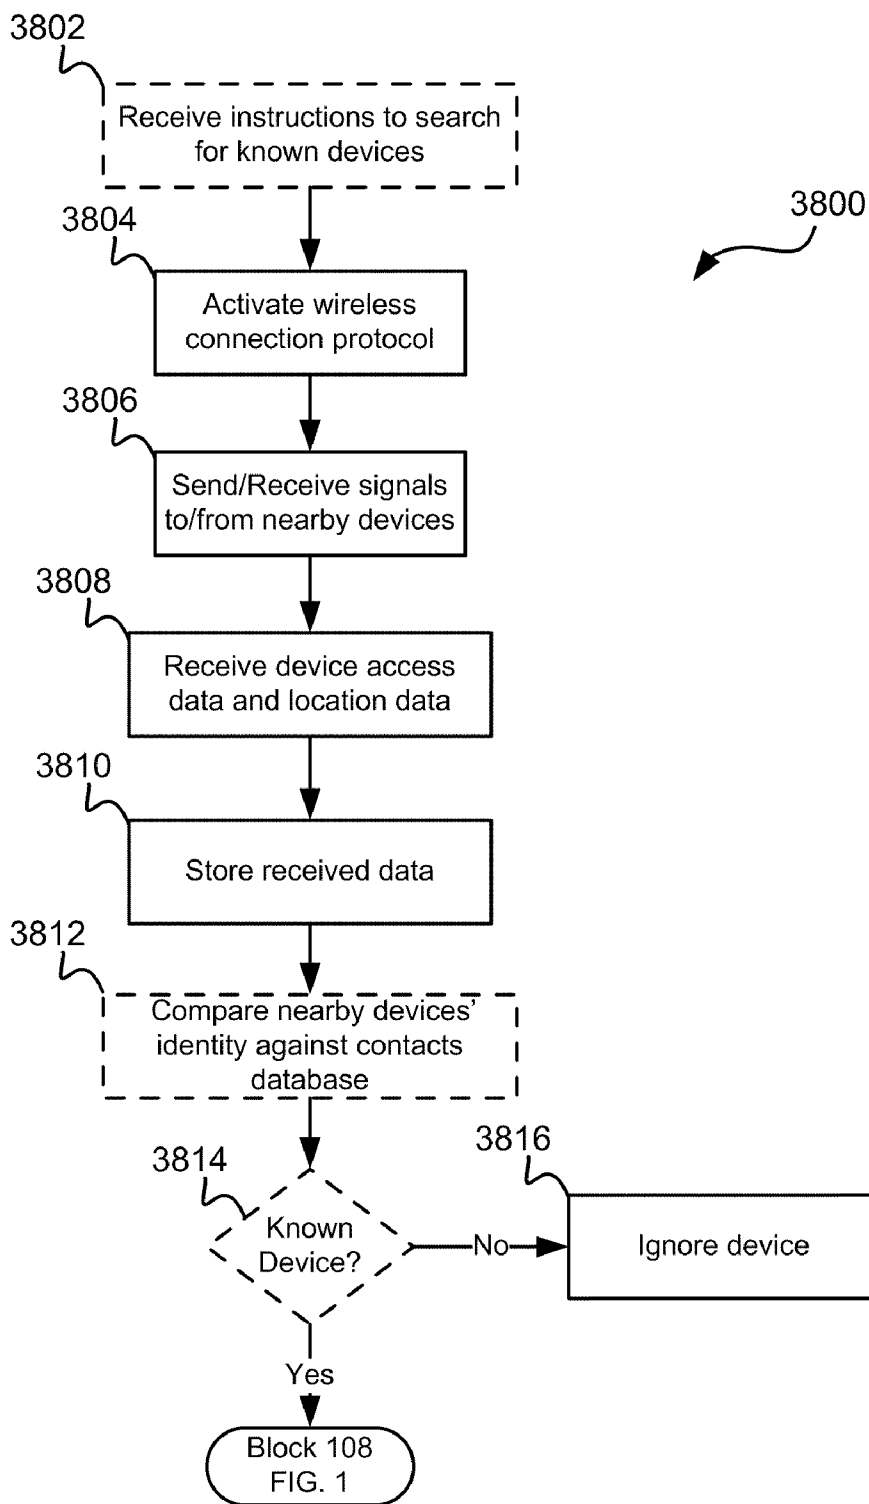 3802
Receive instructions to search
for known devices
3800
3804
Activate wireless
connection protocol
3806
Send/Receive signals
to/from nearby devices
3808
Receive device access
data and location data
3810
Store received data
3812
Compare nearby devices’
identity against contacts
database
3814
Known
Device?
No
3816
Ignore device
Yes
Block 108
FIG. 1